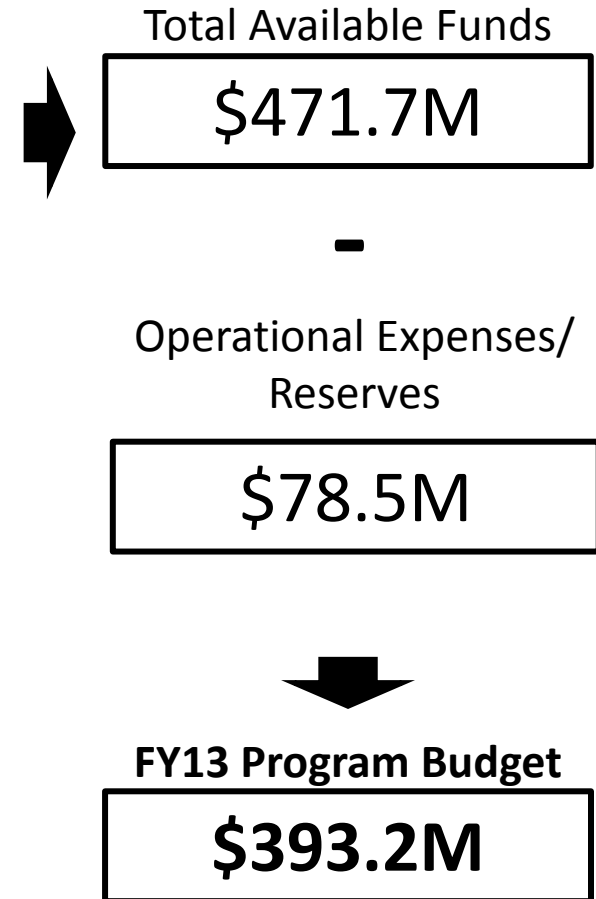 Total Available Funds
$471.7M
-
Operational Expenses/
Reserves
$78.5M
FY13 Program Budget
$393.2M